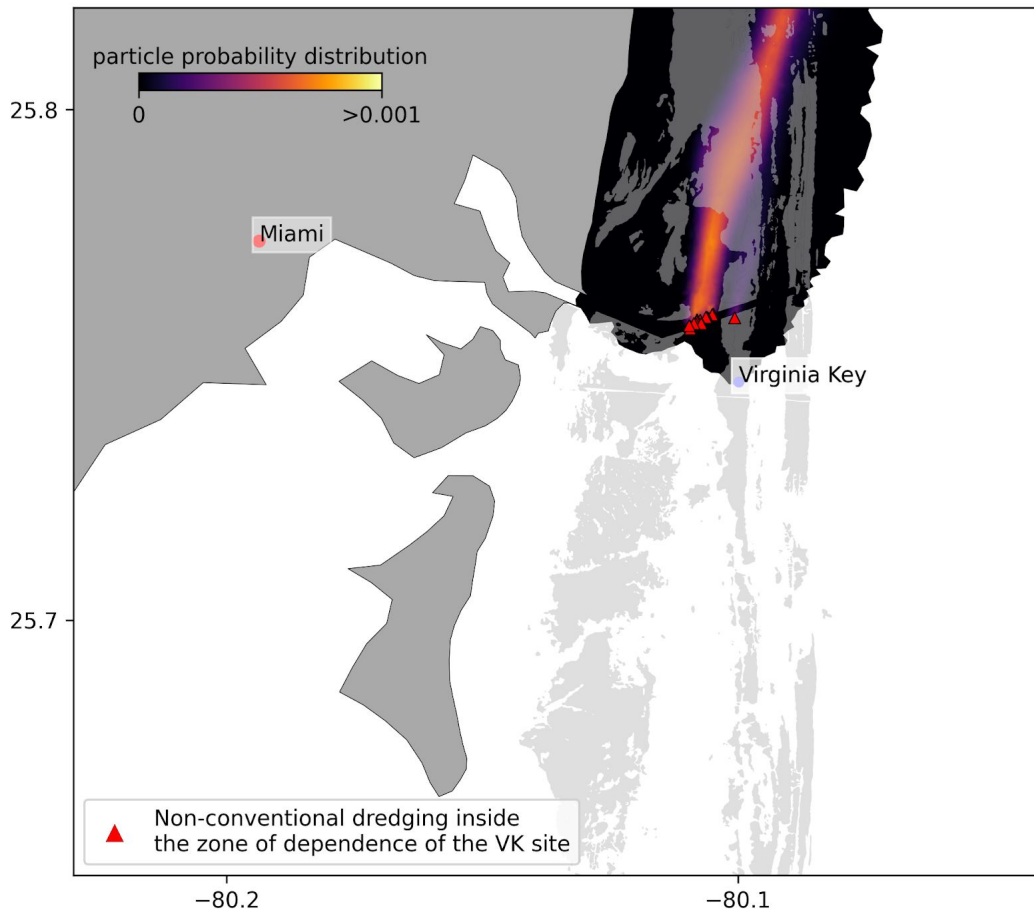 particle probability distribution
0 >0.001
25.8
Miami
Virginia Key
25.7
Non-conventional dredging inside
the zone of dependence of the VK site
−80.2 −80.1